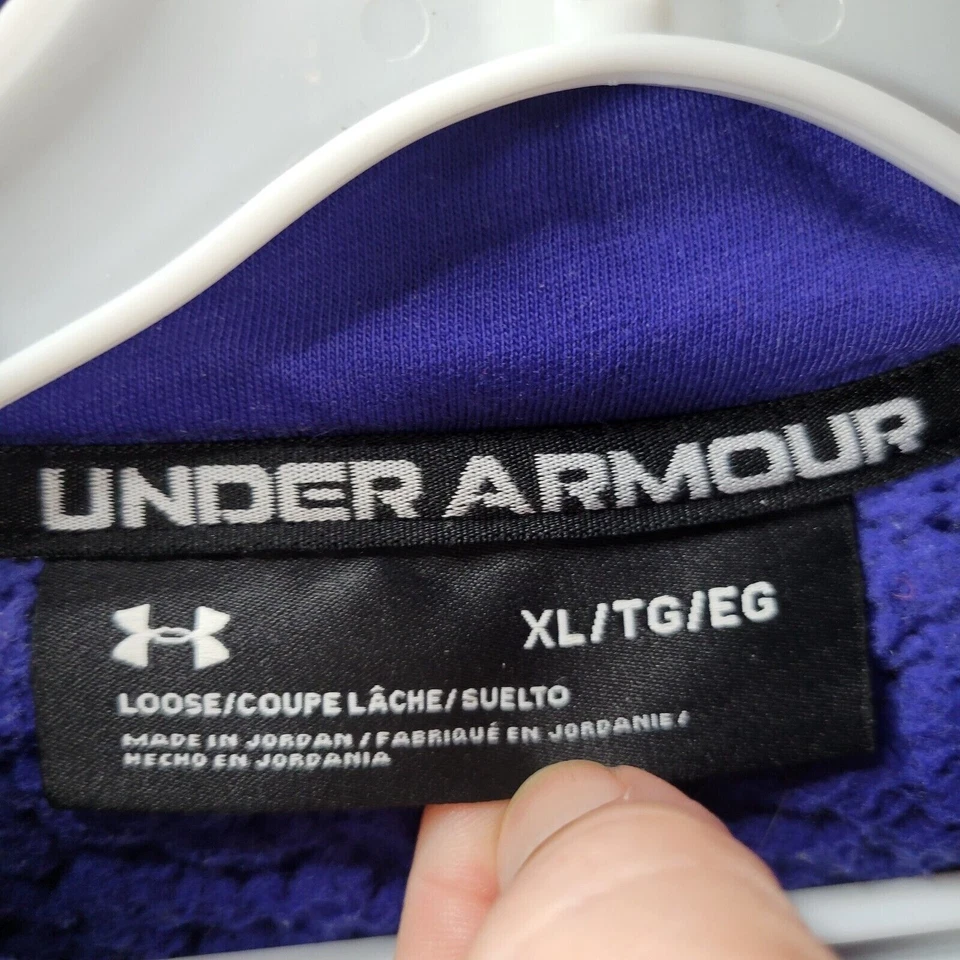 UNDER ARMOUR
XL/TG/EG
LOOSE/COUPE LÂCHE/SUELTO
MADE IN JORDAN / FABRIQUÉ EN JORDANIE /
HECHO EN JORDANIA